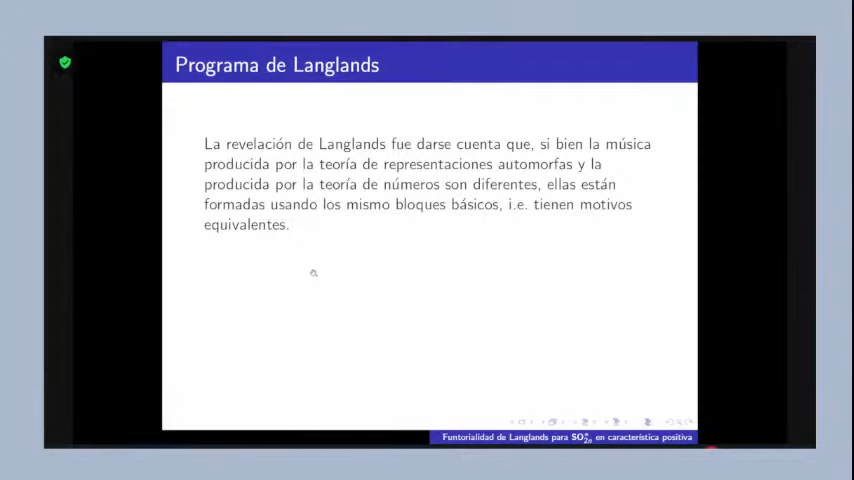 Programa de Langlands
La revelación de Langlands fue darse cuenta que, si bien la música
producida por la teoría de representaciones automorfas y la
producida por la teoría de números son diferentes, ellas están
formadas usando los mismo bloques básicos, i.e. tienen motivos
equivalentes.
Funtorialidad de Langlands para SO*2n en característica positiva